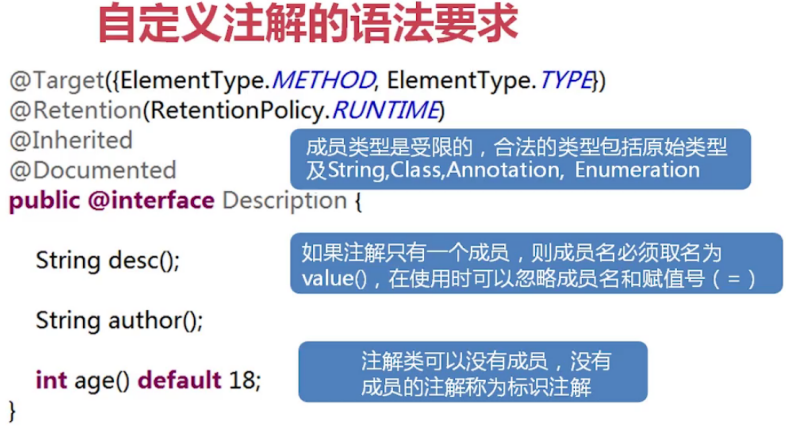 自定义注解的语法要求
@Target({ElementType.METHOD, ElementType.TYPE})
@Retention(RetentionPolicy.RUNTIME)
@Inherited
@Documented
成员类型是受限的，合法的类型包括原始类型
及String,Class,Annotation, Enumeration
public @interface Description {
String desc();
如果注解只有一个成员，则成员名必须取名为
value()，在使用时可以忽略成员名和赋值号（=）
String author();
注解类可以没有成员，没有
成员的注解称为标识注解
int age() default 18;
}